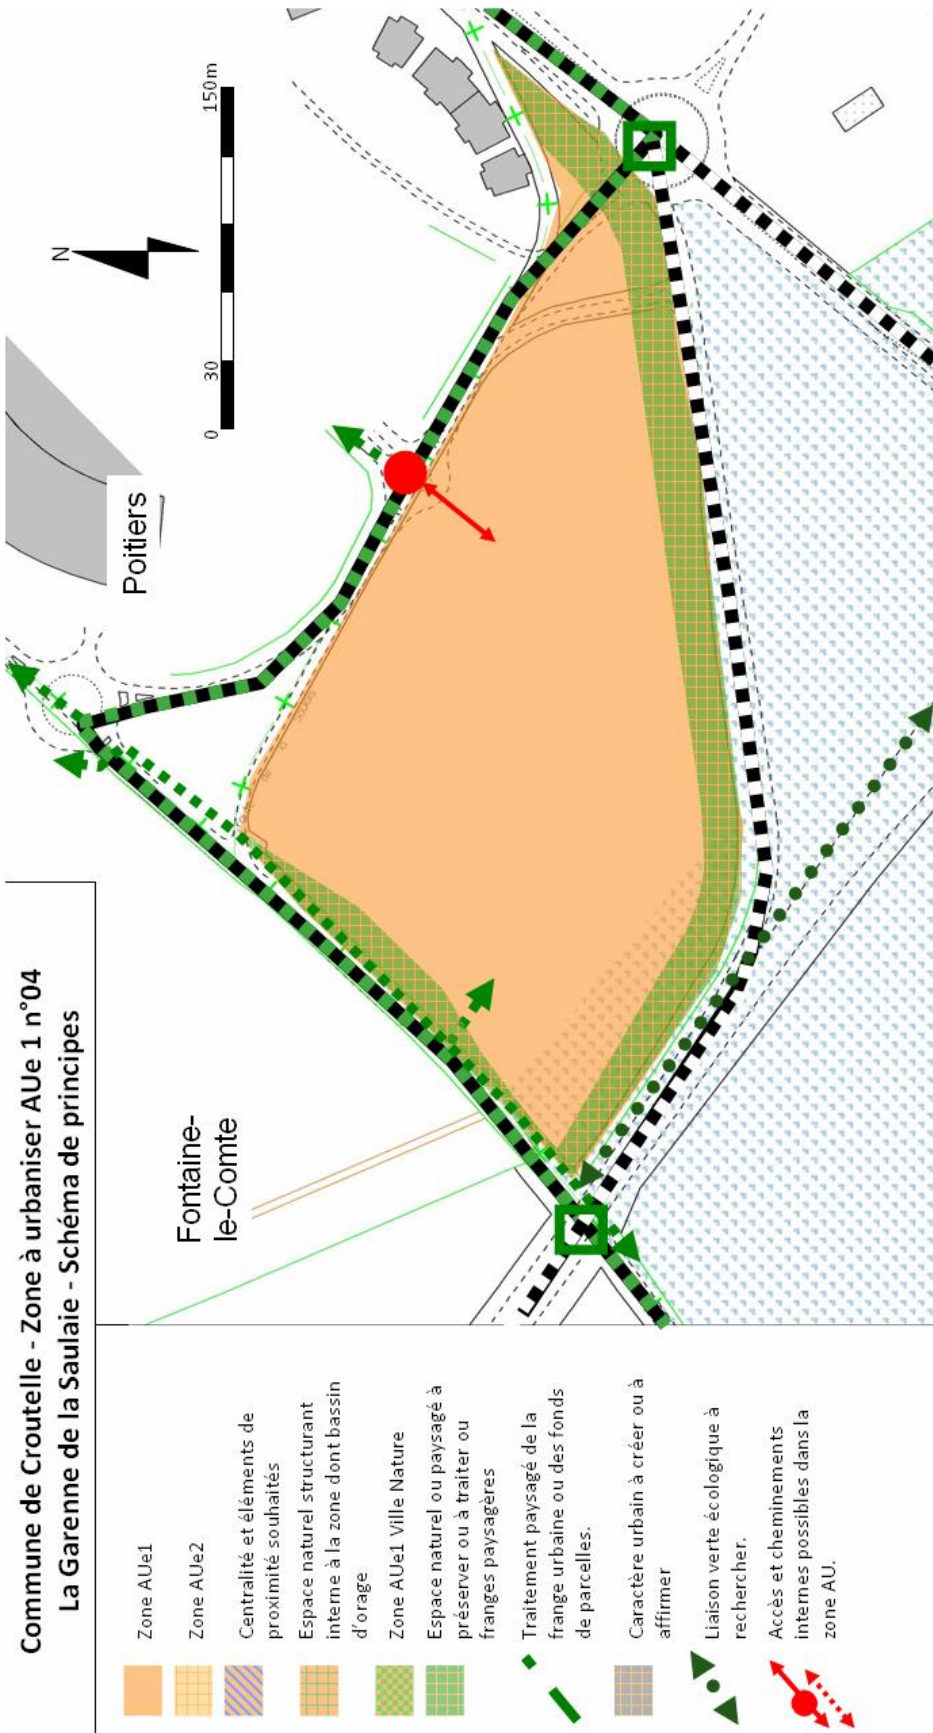 Commune de Croutelle - Zone à urbaniser AUe 1 n°04
La Garenne de la Saulaie - Schéma de principes
Fontaine-
le-Comte
Poitiers
N
0
30
150m
Zone AUe1
Zone AUe2
Centralité et éléments de
proximité souhaités
Espace naturel structurant
interne à la zone dont bassin
d'orage
Zone AUe1 Ville Nature
Espace naturel ou paysagé à
préserver ou à traiter ou
franges paysagères
Traitement paysagé de la
frange urbaine ou des fonds
de parcelles.
Caractère urbain à créer ou à
affirmer
Liaison verte écologique à
rechercher.
Accès et cheminements
internes possibles dans la
zone AU.